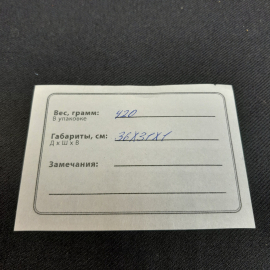 Вес, грамм: 420
В упаковке
Габариты, см: 36х31х1
Д х Ш х В
Замечания: